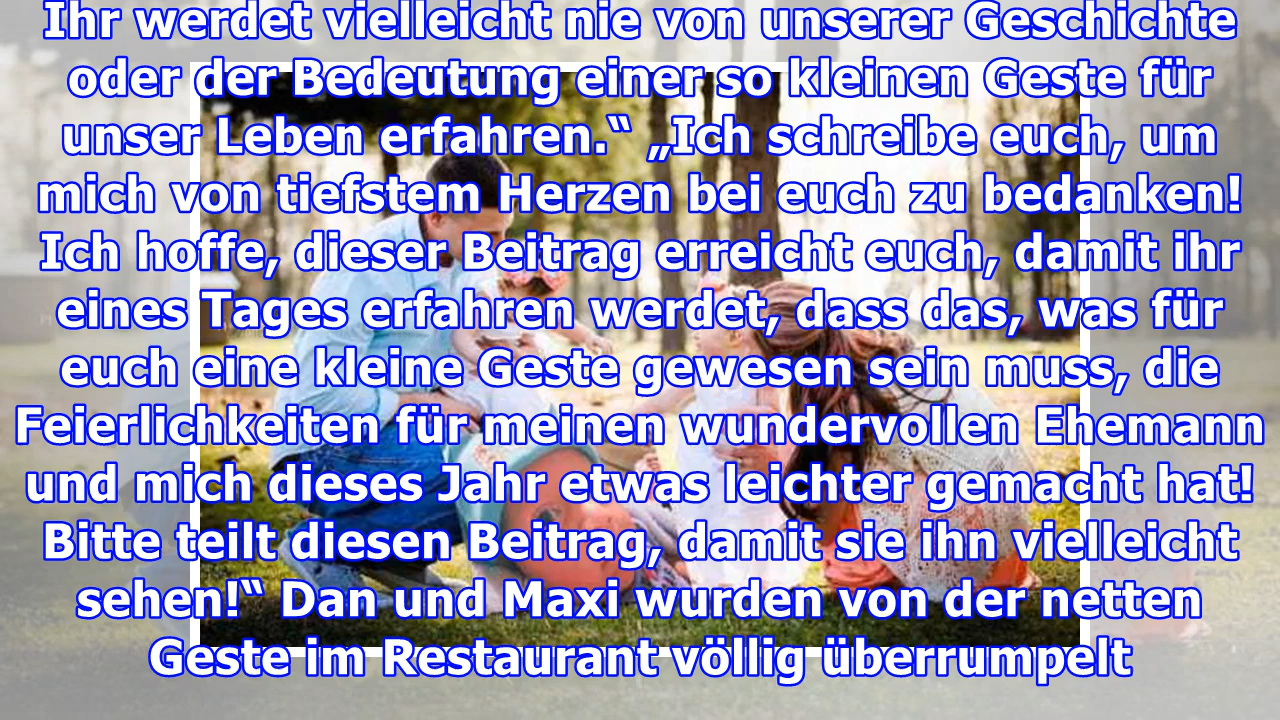 Ihr werdet vielleicht nie von unserer Geschichte
oder der Bedeutung einer so kleinen Geste für
unser Leben erfahren.“ „Ich schreibe euch, um
mich von tiefstem Herzen bei euch zu bedanken!
Ich hoffe, dieser Beitrag erreicht euch, damit ihr
eines Tages erfahren werdet, dass das, was für
euch eine kleine Geste gewesen sein muss, die
Feierlichkeiten für meinen wundervollen Ehemann
und mich dieses Jahr etwas leichter gemacht hat!
Bitte teilt diesen Beitrag, damit sie ihn vielleicht
sehen!“ Dan und Maxi wurden von der netten
Geste im Restaurant völlig überrumpelt